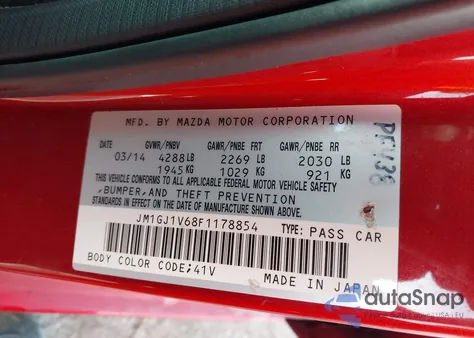 MFD. BY MAZDA MOTOR CORPORATION
DATE GVWR/PNBV GAWR/PNBE FRT GAWR/PNBE RR
03/14 4288 LB 2269 LB 2030 LB
1945 KG 1029 KG 921 KG
THIS VEHICLE CONFORMS TO ALL APPLICABLE FEDERAL MOTOR VEHICLE SAFETY,
,BUMPER,AND THEFT PREVENTION
STANDARDS IN EFFECT ON THE DATE OF MANUFACTURE SHOWN ABOVE.
JM1GJ1V68F1178854 TYPE: PASS CAR
BODY COLOR CODE;41V
MADE IN JAPAN
autoSnap